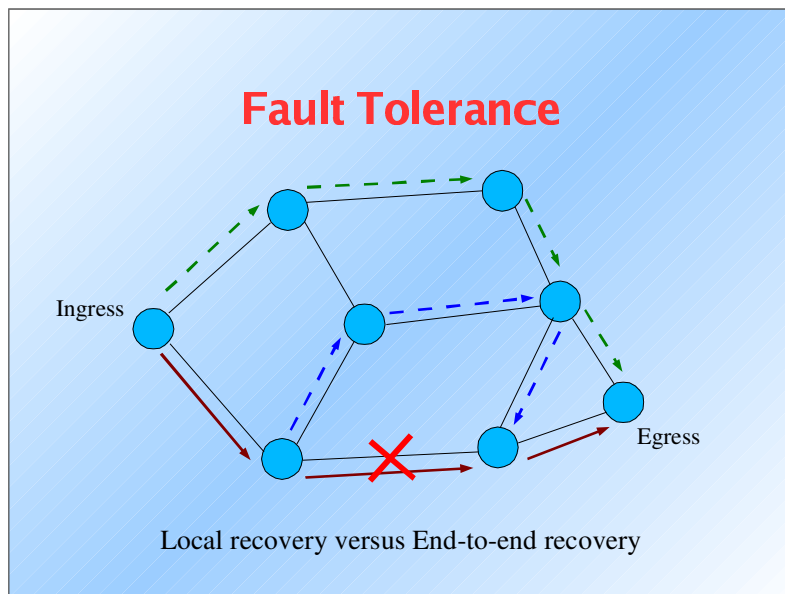 Fault Tolerance
Ingress
Egress
Local recovery versus End-to-end recovery